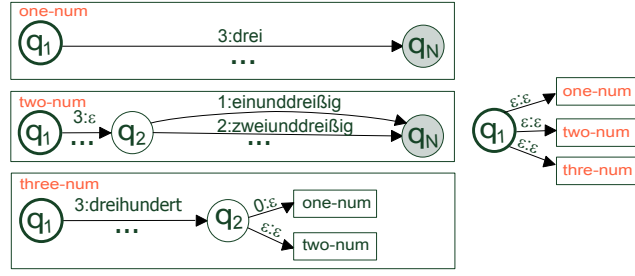 one-num
q1
3:drei
...
qN
two-num
q1
3:ε
...
q2
1:einunddreißig
2:zweiunddreißig
...
qN
three-num
q1
3:dreihundert
...
q2
0:ε
one-num
ε:ε
two-num
q1
ε:ε
one-num
ε:ε
two-num
ε:ε
thre-num